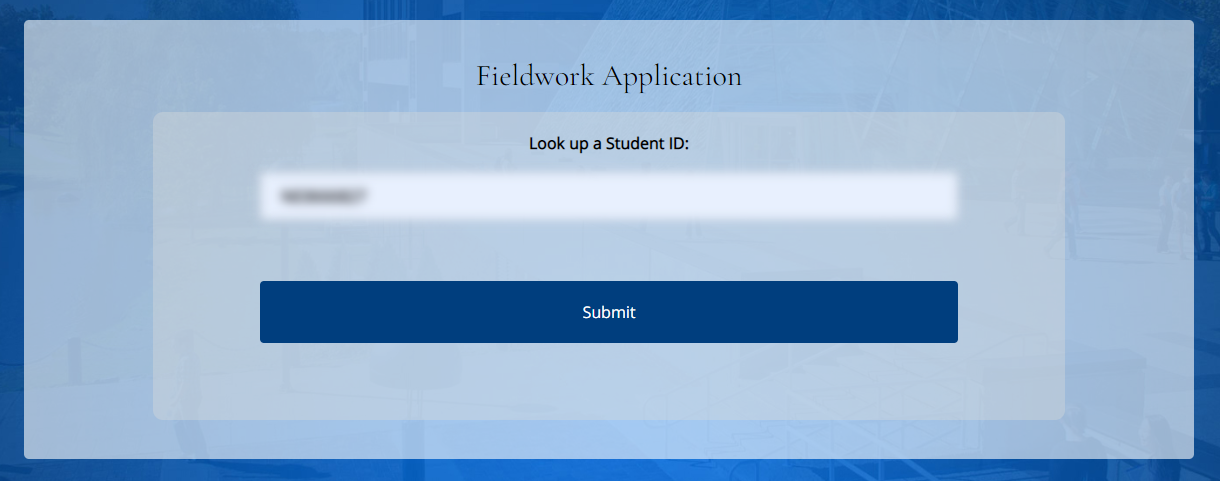 Fieldwork Application
Look up a Student ID:
Submit